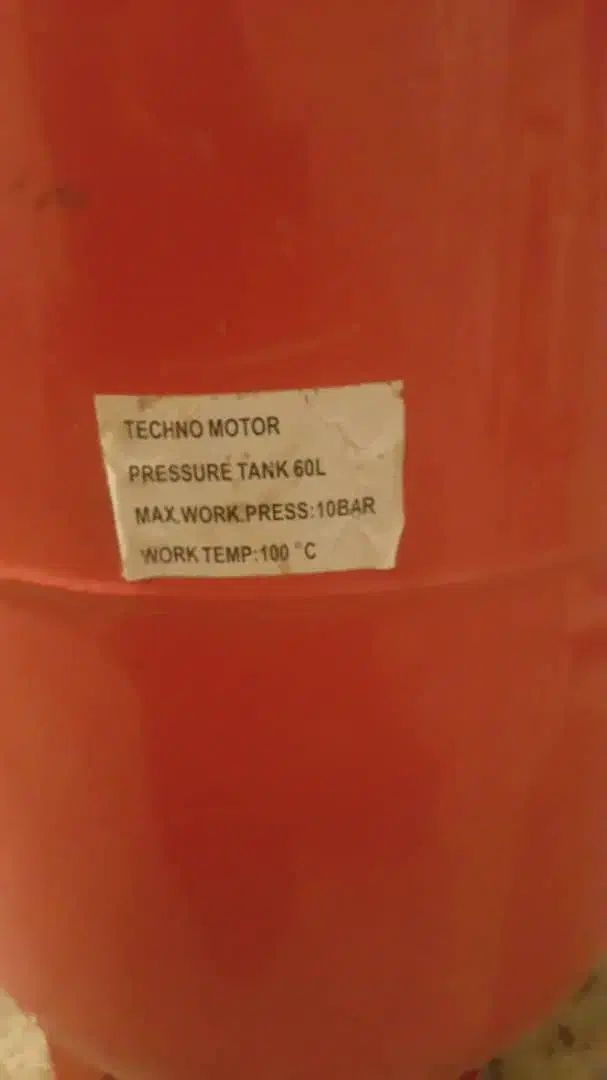 TECHNO MOTOR
PRESSURE TANK 60L
MAX.WORK.PRESS:10BAR
WORK TEMP:100 °C